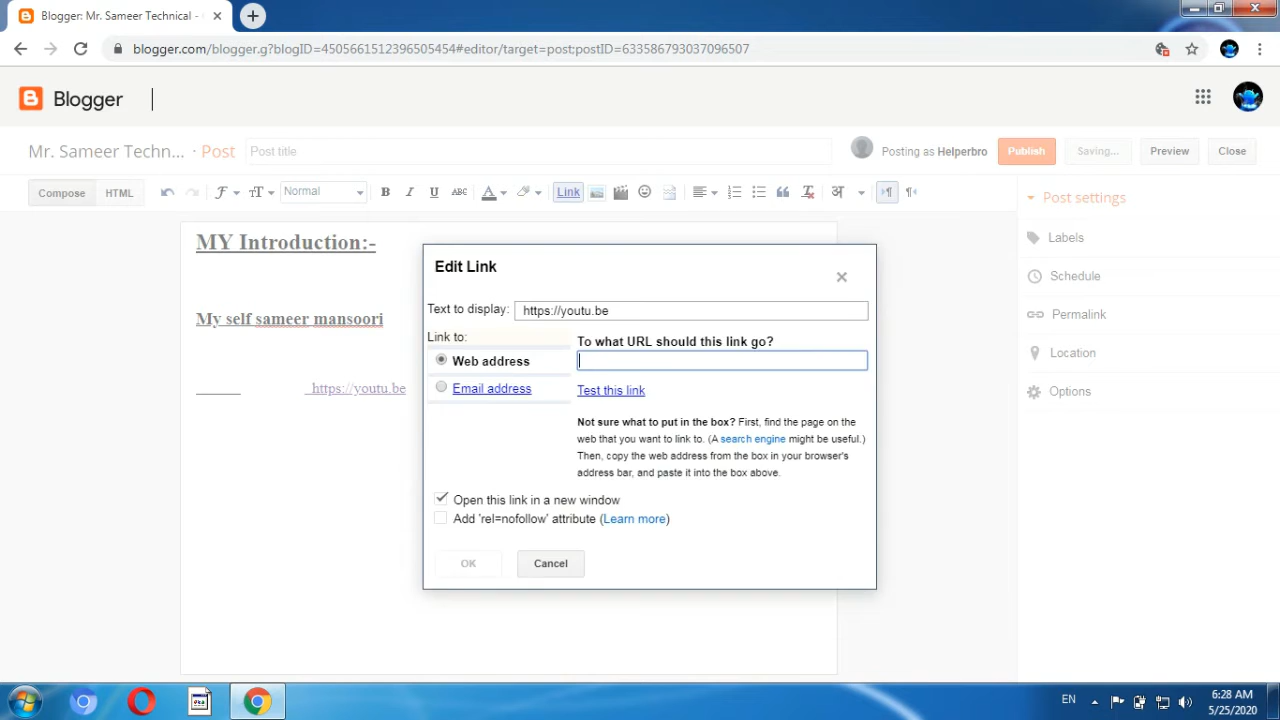 Blogger: Mr. Sameer Technical -
blogger.com/blogger.g?blogID=4505661512396505454#editor/target=post;postID=633586793037096507
Blogger
Mr. Sameer Techn... · Post
Post title
Posting as Helperbro
Publish
Saving...
Preview
Close
Compose
HTML
Normal
B I U ABC A
Link
अ
Post settings
Labels
Schedule
Permalink
Location
Options
MY Introduction:-
My self sameer mansoori
https://youtu.be
Edit Link
Text to display: https://youtu.be
Link to:
To what URL should this link go?
Web address
Email address
Test this link
Not sure what to put in the box? First, find the page on the
web that you want to link to. (A search engine might be useful.)
Then, copy the web address from the box in your browser's
address bar, and paste it into the box above.
Open this link in a new window
Add 'rel=nofollow' attribute (Learn more)
OK
Cancel
EN
6:28 AM
5/25/2020